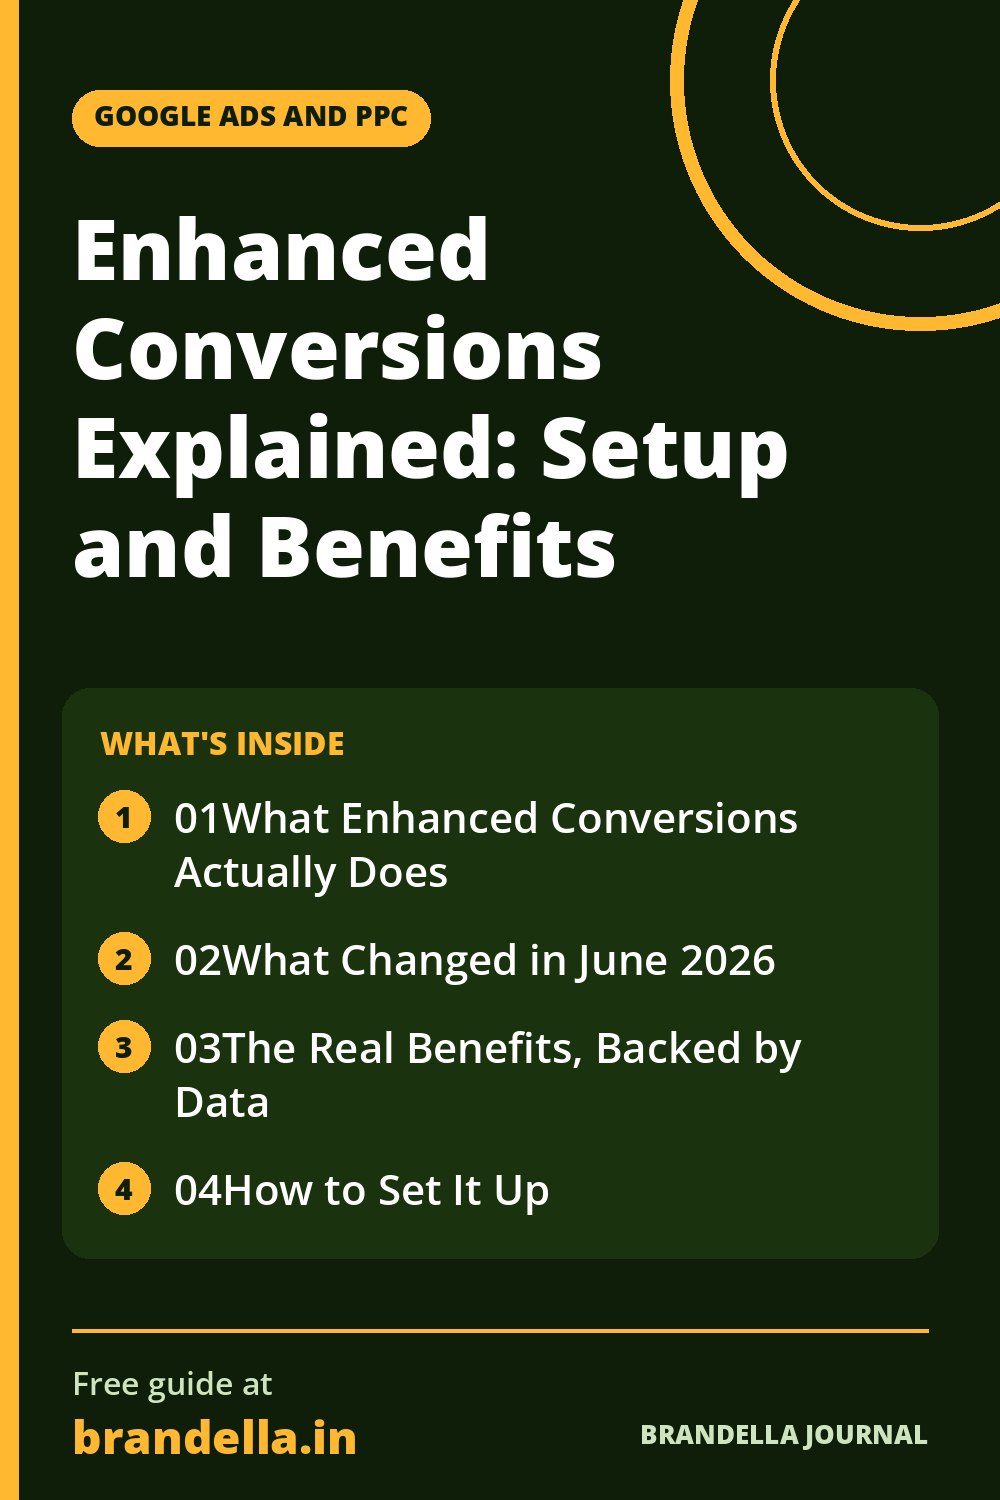 GOOGLE ADS AND PPC
Enhanced
Conversions
Explained: Setup
and Benefits
WHAT'S INSIDE
1 01What Enhanced Conversions
Actually Does
2 02What Changed in June 2026
3 03The Real Benefits, Backed by
Data
4 04How to Set It Up
Free guide at
brandella.in
BRANDELLA JOURNAL